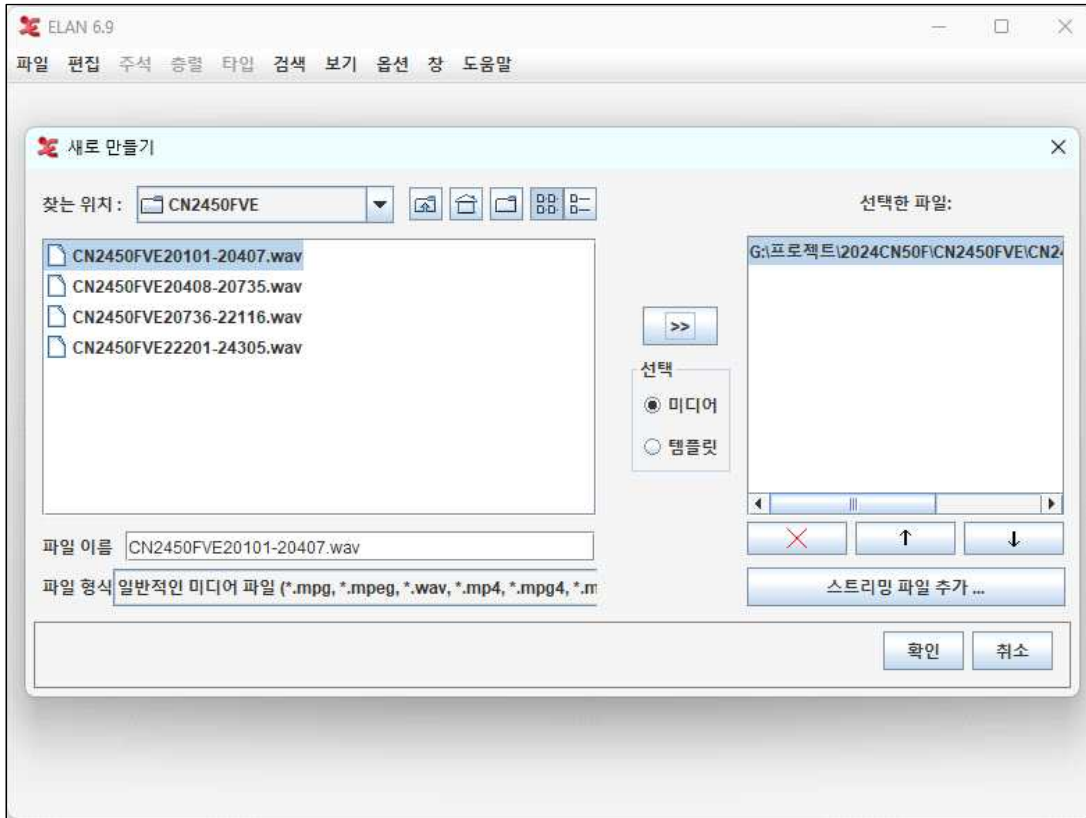 ELAN 6.9
파일 편집 주석 층렬 타입 검색 보기 옵션 창 도움말
새로 만들기
찾는 위치 : CN2450FVE
선택한 파일:
CN2450FVE20101-20407.wav
CN2450FVE20408-20735.wav
CN2450FVE20736-22116.wav
CN2450FVE22201-24305.wav
>>
선택
미디어
템플릿
G:\프로젝트\2024CN50F\CN2450FVE\CN24
파일 이름 CN2450FVE20101-20407.wav
파일 형식 일반적인 미디어 파일 (*.mpg, *.mpeg, *.wav, *.mp4, *.mpg4, *.m
스트리밍 파일 추가 ...
확인 취소